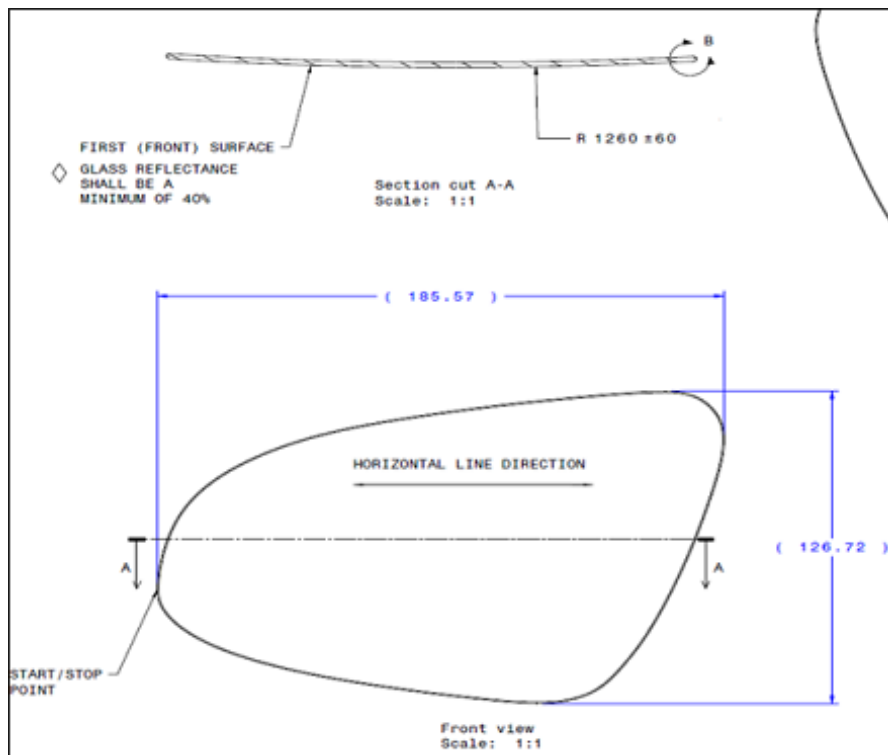 B
FIRST (FRONT) SURFACE
R 1260 ±60
GLASS REFLECTANCE
SHALL BE A
MINIMUM OF 40%
Section cut A-A
Scale: 1:1
( 185.57 )
HORIZONTAL LINE DIRECTION
( 126.72 )
A
A
START/STOP
POINT
Front view
Scale: 1:1